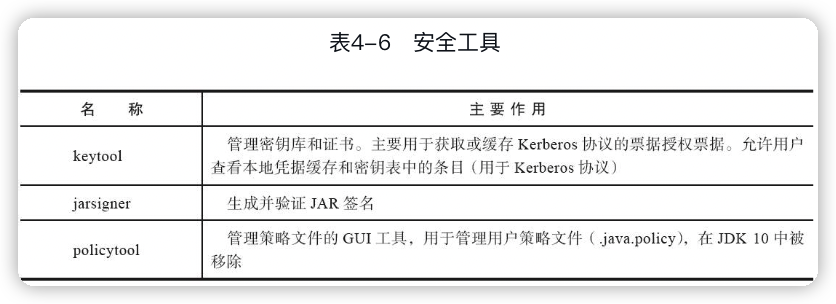 表4-6 安全工具
名 称 主要作用
keytool 管理密钥库和证书。主要用于获取或缓存 Kerberos 协议的票据授权票据。允许用户
查看本地凭据缓存和密钥表中的条目(用于 Kerberos 协议)
jarsigner 生成并验证 JAR 签名
policytool 管理策略文件的 GUI 工具,用于管理用户策略文件(.java.policy),在 JDK 10 中被
移除